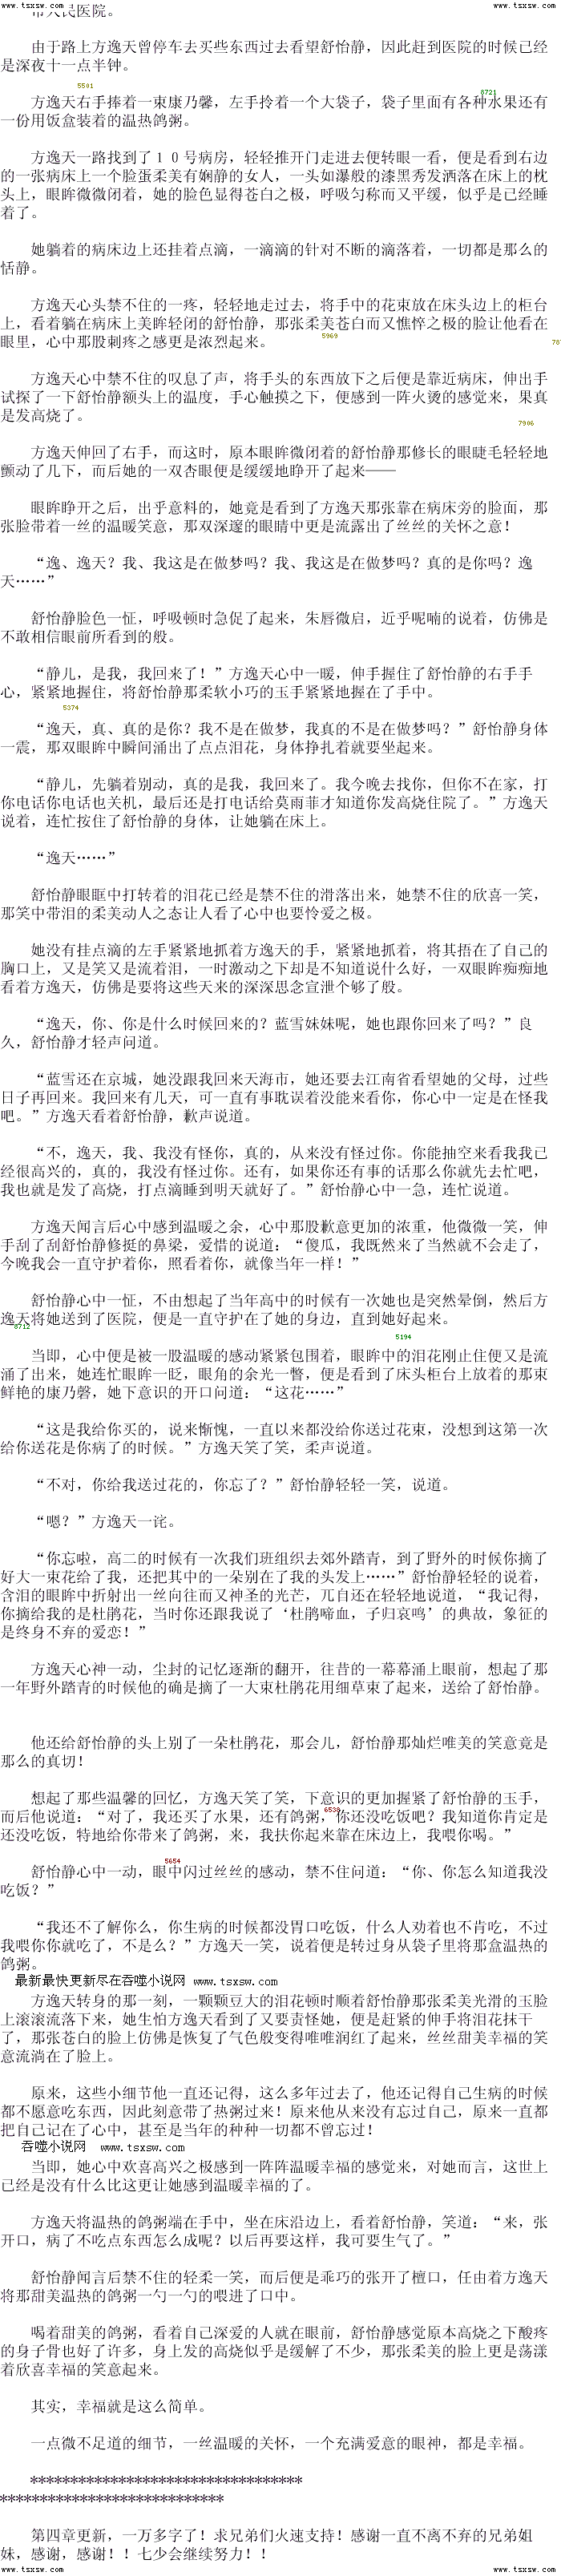 www.tsxsw.com www.tsxsw.com
市人民医院。
由于路上方逸天曾停车去买些东西过去看望舒怡静，因此赶到医院的时候已经
是深夜十一点半钟。
5501
8721
方逸天右手捧着一束康乃馨，左手拎着一个大袋子，袋子里面有各种水果还有
一份用饭盒装着的温热鸽粥。
方逸天一路找到了１０号病房，轻轻推开门走进去便转眼一看，便是看到右边
的一张病床上一个脸蛋柔美有娴静的女人，一头如瀑般的漆黑秀发洒落在床上的枕
头上，眼眸微微闭着，她的脸色显得苍白之极，呼吸匀称而又平缓，似乎是已经睡
着了。
她躺着的病床边上还挂着点滴，一滴滴的针对不断的滴落着，一切都是那么的
恬静。
方逸天心头禁不住的一疼，轻轻地走过去，将手中的花束放在床头边上的柜台
上，看着躺在病床上美眸轻闭的舒怡静，那张柔美苍白而又憔悴之极的脸让他看在
眼里，心中那股刺疼之感更是浓烈起来。
5969
787
方逸天心中禁不住的叹息了声，将手头的东西放下之后便是靠近病床，伸出手
试探了一下舒怡静额头上的温度，手心触摸之下，便感到一阵火烫的感觉来，果真
是发高烧了。
7906
方逸天伸回了右手，而这时，原本眼眸微闭着的舒怡静那修长的眼睫毛轻轻地
颤动了几下，而后她的一双杏眼便是缓缓地睁开了起来——
眼眸睁开之后，出乎意料的，她竟是看到了方逸天那张靠在病床旁的脸面，那
张脸带着一丝的温暖笑意，那双深邃的眼睛中更是流露出了丝丝的关怀之意！
“逸、逸天？我、我这是在做梦吗？我、我这是在做梦吗？真的是你吗？逸
天……”
舒怡静脸色一怔，呼吸顿时急促了起来，朱唇微启，近乎呢喃的说着，仿佛是
不敢相信眼前所看到的般。
“静儿，是我，我回来了！”方逸天心中一暖，伸手握住了舒怡静的右手手
心，紧紧地握住，将舒怡静那柔软小巧的玉手紧紧地握在了手中。
5374
“逸天，真、真的是你？我不是在做梦，我真的不是在做梦吗？”舒怡静身体
一震，那双眼眸中瞬间涌出了点点泪花，身体挣扎着就要坐起来。
“静儿，先躺着别动，真的是我，我回来了。我今晚去找你，但你不在家，打
你电话你电话也关机，最后还是打电话给莫雨菲才知道你发高烧住院了。”方逸天
说着，连忙按住了舒怡静的身体，让她躺在床上。
“逸天……”
舒怡静眼眶中打转着的泪花已经是禁不住的滑落出来，她禁不住的欣喜一笑，
那笑中带泪的柔美动人之态让人看了心中也要怜爱之极。
她没有挂点滴的左手紧紧地抓着方逸天的手，紧紧地抓着，将其捂在了自己的
胸口上，又是笑又是流着泪，一时激动之下却是不知道说什么好，一双眼眸痴痴地
看着方逸天，仿佛是要将这些天来的深深思念宣泄个够了般。
“逸天，你、你是什么时候回来的？蓝雪妹妹呢，她也跟你回来了吗？”良
久，舒怡静才轻声问道。
“蓝雪还在京城，她没跟我回来天海市，她还要去江南省看望她的父母，过些
日子再回来。我回来有几天，可一直有事耽误着没能来看你，你心中一定是在怪我
吧。”方逸天看着舒怡静，歉声说道。
“不，逸天，我、我没有怪你，真的，从来没有怪过你。你能抽空来看我我已
经很高兴的，真的，我没有怪过你。还有，如果你还有事的话那么你就先去忙吧，
我也就是发了高烧，打点滴睡到明天就好了。”舒怡静心中一急，连忙说道。
方逸天闻言后心中感到温暖之余，心中那股歉意更加的浓重，他微微一笑，伸
手刮了刮舒怡静修挺的鼻梁，爱惜的说道：“傻瓜，我既然来了当然就不会走了，
今晚我会一直守护着你，照看着你，就像当年一样！”
舒怡静心中一怔，不由想起了当年高中的时候有一次她也是突然晕倒，然后方
逸天将她送到了医院，便是一直守护在了她的身边，直到她好起来。
8712
5194
当即，心中便是被一股温暖的感动紧紧包围着，眼眸中的泪花刚止住便又是流
涌了出来，她连忙眼眸一眨，眼角的余光一瞥，便是看到了床头柜台上放着的那束
鲜艳的康乃磬，她下意识的开口问道：“这花……”
“这是我给你买的，说来惭愧，一直以来都没给你送过花束，没想到这第一次
给你送花是你病了的时候。”方逸天笑了笑，柔声说道。
“不对，你给我送过花的，你忘了？”舒怡静轻轻一笑，说道。
“嗯？”方逸天一诧。
“你忘啦，高二的时候有一次我们班组织去郊外踏青，到了野外的时候你摘了
好大一束花给了我，还把其中的一朵别在了我的头发上……”舒怡静轻轻的说着，
含泪的眼眸中折射出一丝向往而又神圣的光芒，兀自还在轻轻地说道，“我记得，
你摘给我的是杜鹃花，当时你还跟我说了‘杜鹃啼血，子归哀鸣’的典故，象征的
是终身不弃的爱恋！”
方逸天心神一动，尘封的记忆逐渐的翻开，往昔的一幕幕涌上眼前，想起了那
一年野外踏青的时候他的确是摘了一大束杜鹃花用细草束了起来，送给了舒怡静。
他还给舒怡静的头上别了一朵杜鹃花，那会儿，舒怡静那灿烂唯美的笑意竟是
那么的真切！
想起了那些温馨的回忆，方逸天笑了笑，下意识的更加握紧了舒怡静的玉手，
而后他说道：“对了，我还买了水果，还有鸽粥，你还没吃饭吧？我知道你肯定是
还没吃饭，特地给你带来了鸽粥，来，我扶你起来靠在床边上，我喂你喝。”
6538
5654
舒怡静心中一动，眼中闪过丝丝的感动，禁不住问道：“你、你怎么知道我没
吃饭？”
“我还不了解你么，你生病的时候都没胃口吃饭，什么人劝着也不肯吃，不过
我喂你你就吃了，不是么？”方逸天一笑，说着便是转过身从袋子里将那盒温热的
鸽粥。
最新最快更新尽在吞噬小说网 www.tsxsw.com
方逸天转身的那一刻，一颗颗豆大的泪花顿时顺着舒怡静那张柔美光滑的玉脸
上滚滚流落下来，她生怕方逸天看到了又要责怪她，便是赶紧的伸手将泪花抹干
了，那张苍白的脸上仿佛是恢复了气色般变得唯唯润红了起来，丝丝甜美幸福的笑
意流淌在了脸上。
原来，这些小细节他一直还记得，这么多年过去了，他还记得自己生病的时候
都不愿意吃东西，因此刻意带了热粥过来！原来他从来没有忘过自己，原来一直都
把自己记在了心中，甚至是当年的种种一切都不曾忘过！
吞噬小说网 www.tsxsw.com
当即，她心中欢喜高兴之极感到一阵阵温暖幸福的感觉来，对她而言，这世上
已经是没有什么比这更让她感到温暖幸福的了。
方逸天将温热的鸽粥端在手中，坐在床沿边上，看着舒怡静，笑道：“来，张
开口，病了不吃点东西怎么成呢？以后再要这样，我可要生气了。”
舒怡静闻言后禁不住的轻柔一笑，而后便是乖巧的张开了檀口，任由着方逸天
将那甜美温热的鸽粥一勺一勺的喂进了口中。
喝着甜美的鸽粥，看着自己深爱的人就在眼前，舒怡静感觉原本高烧之下酸疼
的身子骨也好了许多，身上发的高烧似乎是缓解了不少，那张柔美的脸上更是荡漾
着欣喜幸福的笑意起来。
其实，幸福就是这么简单。
一点微不足道的细节，一丝温暖的关怀，一个充满爱意的眼神，都是幸福。
**********************************
****************************
第四章更新，一万多字了！求兄弟们火速支持！感谢一直不离不弃的兄弟姐
妹，感谢，感谢！！七少会继续努力！！
www.tsxsw.com www.tsxsw.com